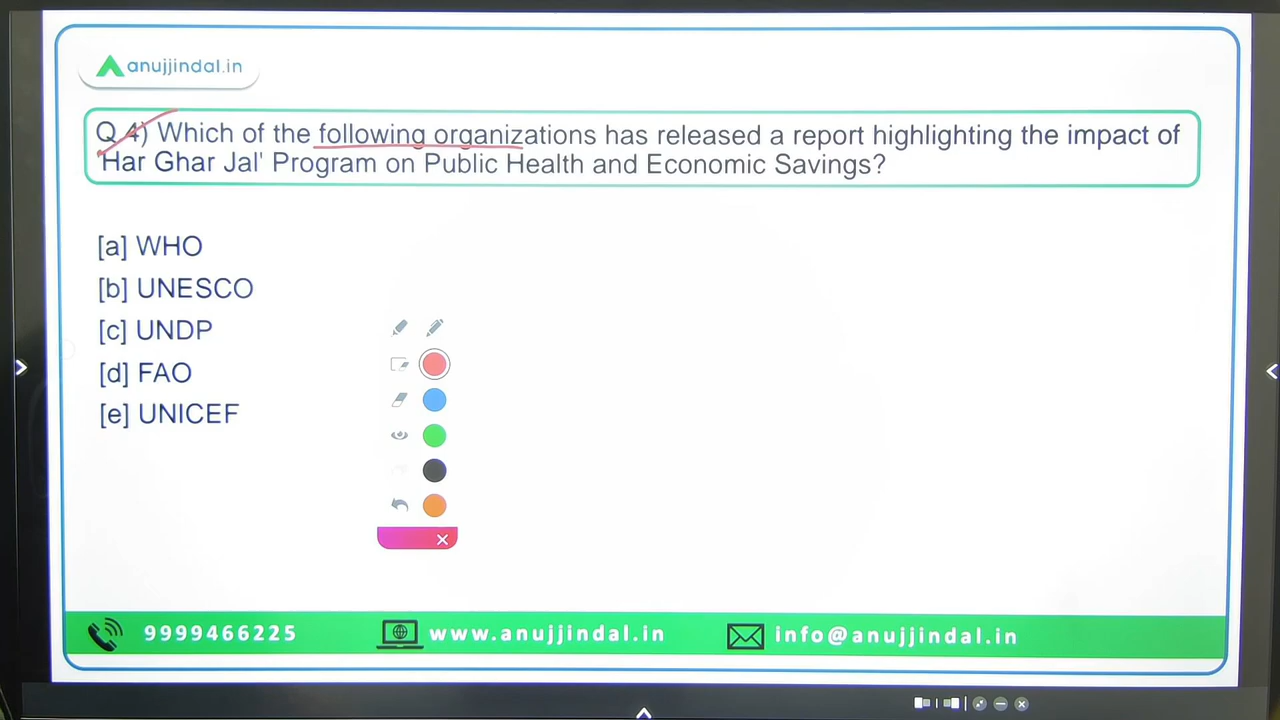 anujjindal.in
Q 4) Which of the following organizations has released a report highlighting the impact of
'Har Ghar Jal' Program on Public Health and Economic Savings?
[a] WHO
[b] UNESCO
[c] UNDP
[d] FAO
[e] UNICEF
9999466225 www.anujjindal.in info@anujjindal.in